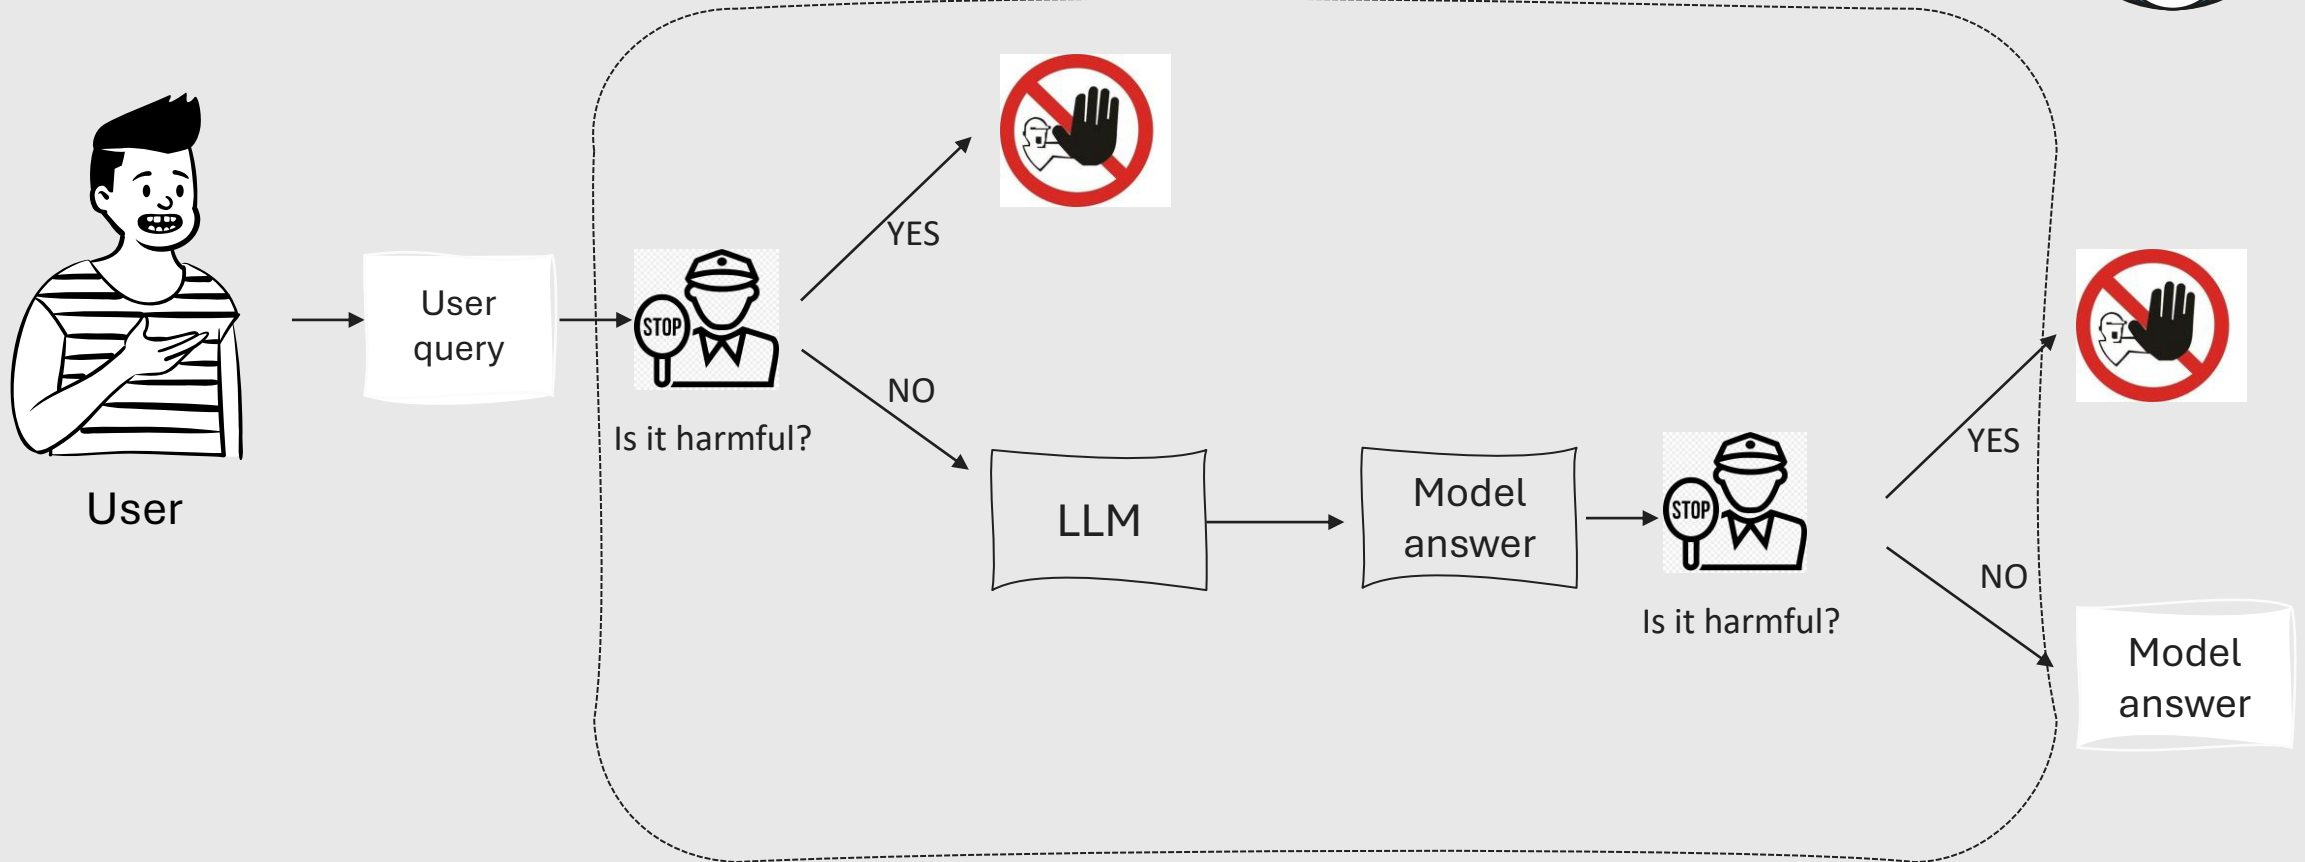 User
User
query
STOP
Is it harmful?
YES
NO
LLM
Model
answer
STOP
Is it harmful?
YES
NO
Model
answer